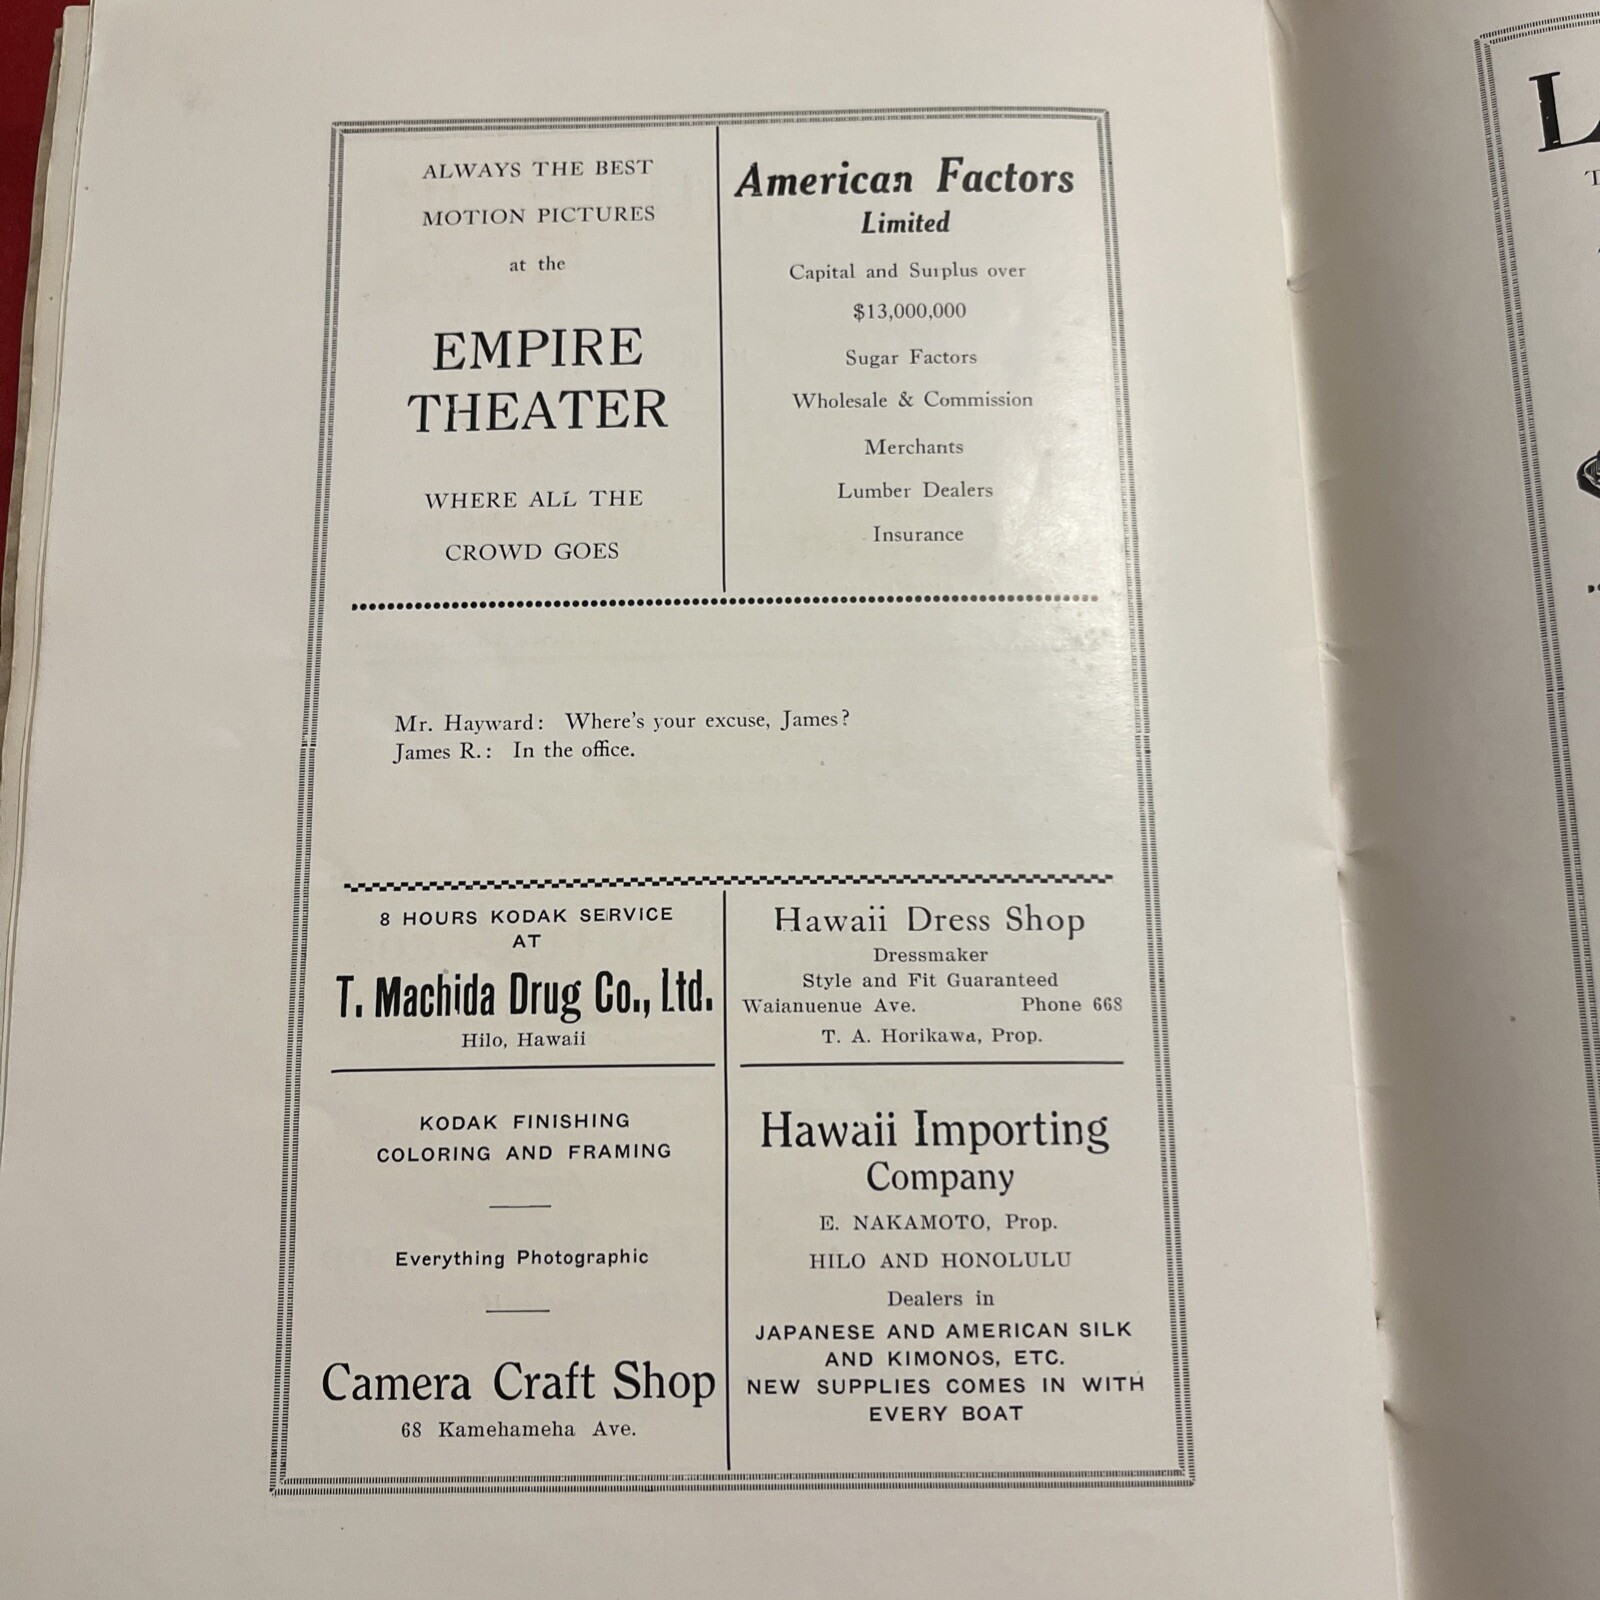 ALWAYS THE BEST
MOTION PICTURES
at the
EMPIRE
THEATER
WHERE ALL THE
CROWD GOES
American Factors
Limited
Capital and Surplus over
$13,000,000
Sugar Factors
Wholesale & Commission
Merchants
Lumber Dealers
Insurance
Mr. Hayward: Where's your excuse, James?
James R.: In the office.
8 HOURS KODAK SERVICE
AT
T. Machida Drug Co., Ltd.
Hilo, Hawaii
Hawaii Dress Shop
Dressmaker
Style and Fit Guaranteed
Waianuenue Ave. Phone 668
T. A. Horikawa, Prop.
KODAK FINISHING
COLORING AND FRAMING
Everything Photographic
Camera Craft Shop
68 Kamehameha Ave.
Hawaii Importing
Company
E. NAKAMOTO, Prop.
HILO AND HONOLULU
Dealers in
JAPANESE AND AMERICAN SILK
AND KIMONOS, ETC.
NEW SUPPLIES COMES IN WITH
EVERY BOAT